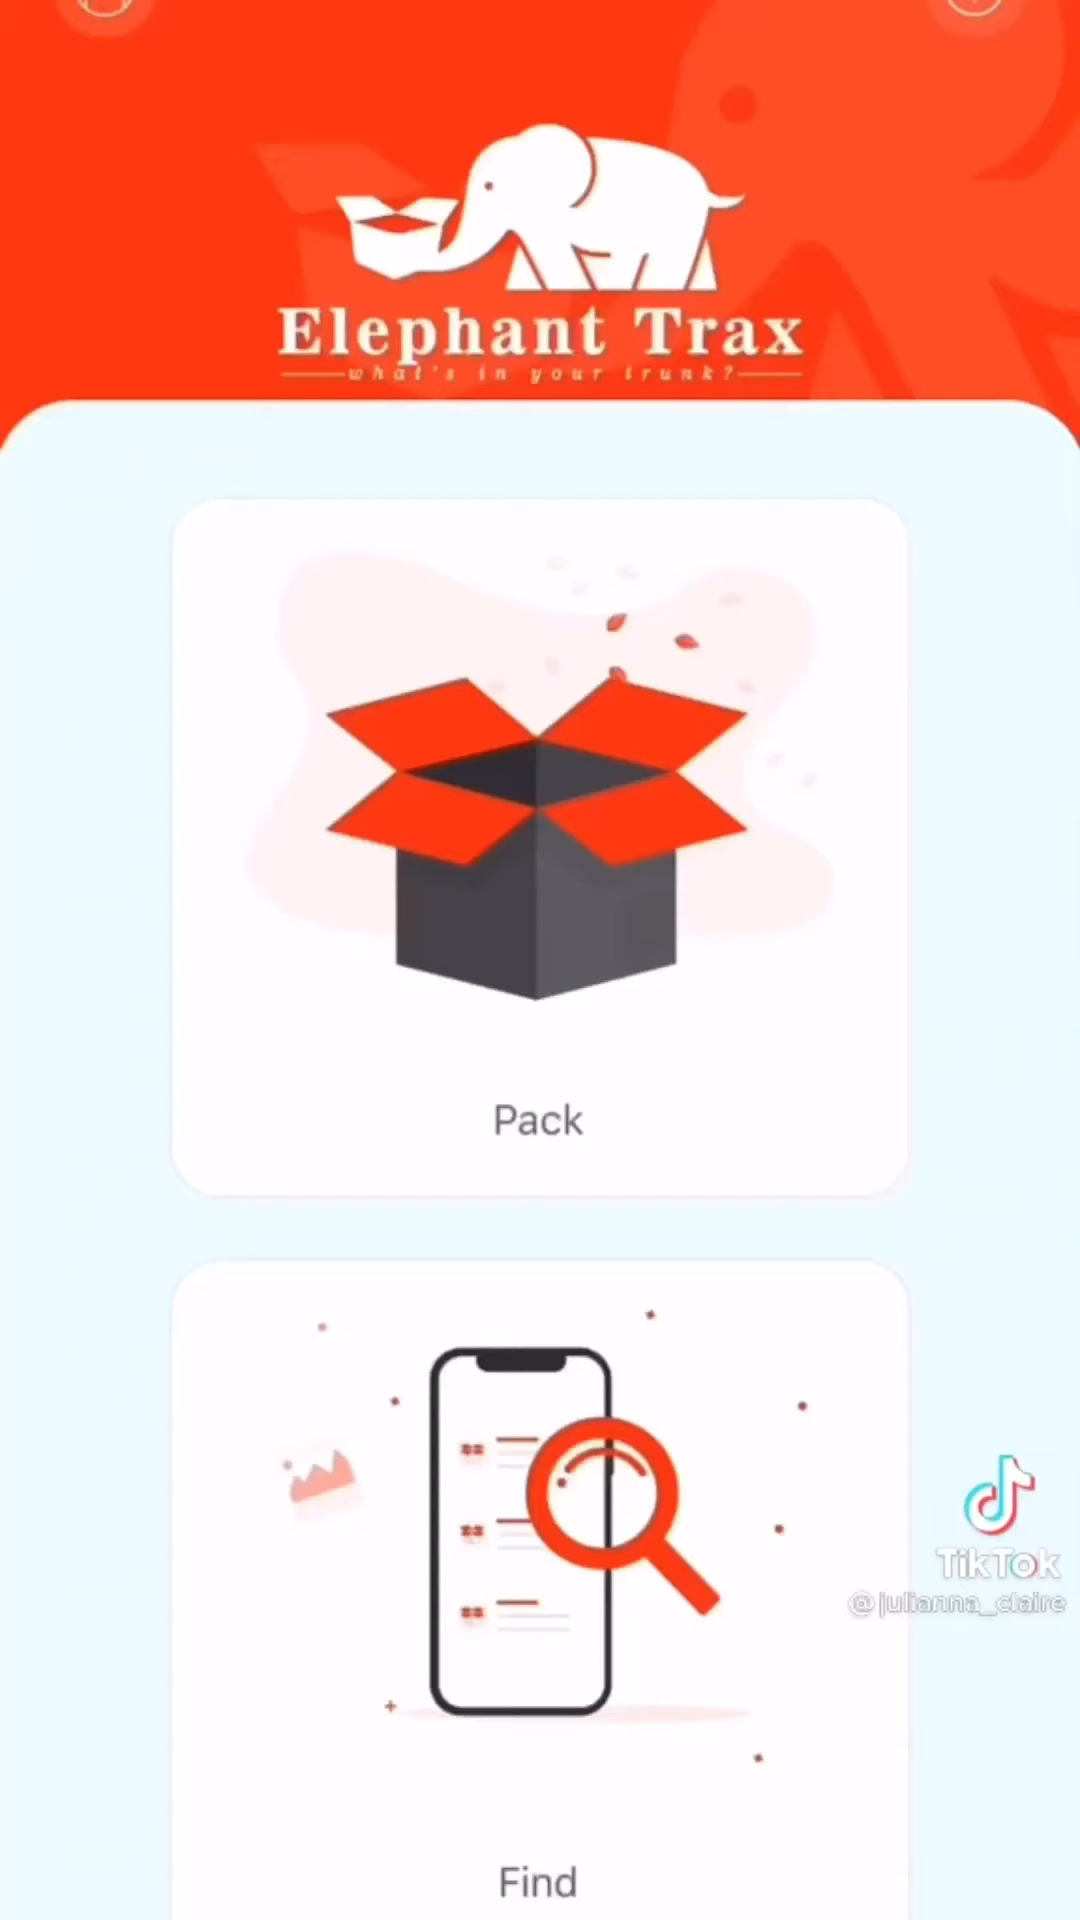 Elephant Trax
what's in your trunk?
Pack
Find
TikTok
@julianna_claire